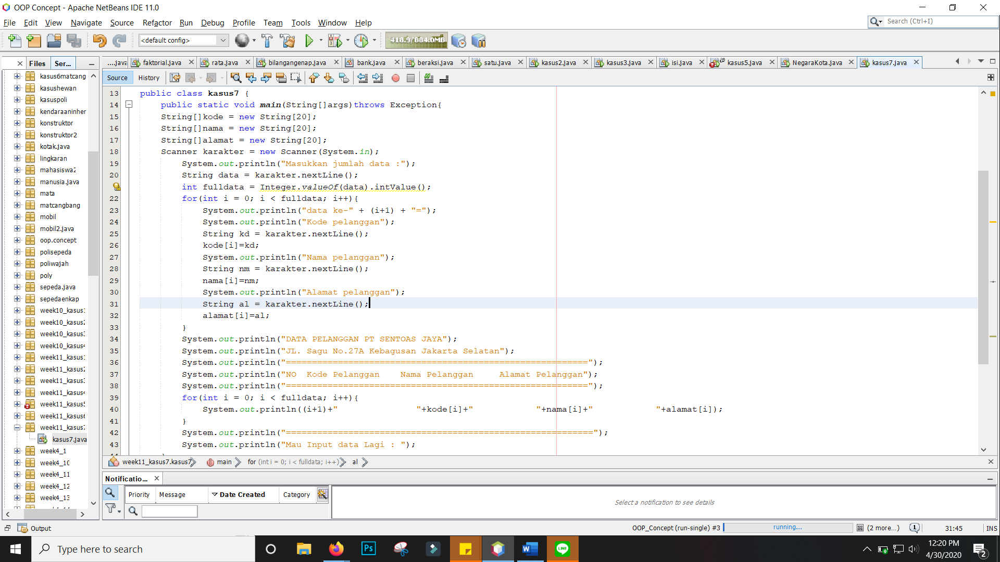 OOP Concept - Apache NetBeans IDE 11.0
File Edit View Navigate Source Refactor Run Debug Profile Team Tools Window Help
Search (Ctrl+I)
<default config>
418.9/884.0MB
Files Ser...
....java faktorial.java rata.java bilangangenap.java bank.java beraksi.java satu.java kasus2.java kasus3.java isi.java kasus5.java NegaraKota.java kasus7.java
Source History
kasus6matcang
kasushewan
kasuspoli
kendaraaninher
konstruktor
konstruktor2
kotak.java
lingkaran
mahasiswa2
manusia.java
mata
matcangbang
mobil
mobil2.java
oop.concept
polisepeda
poliwajah
poly
sepeda.java
sepedaenkap
week10_kasus1
week10_kasus2
week10_kasus3
week10_kasus4
week11_kasus1
week11_kasus2
week11_kasus3
week11_kasus4
week11_kasus5
week11_kasus6
week11_kasus7
kasus7.java
week4_1
week4_10
week4_11
week4_12
week4_13
13 public class kasus7 {
14 public static void main(String[]args)throws Exception{
15 String[]kode = new String[20];
16 String[]nama = new String[20];
17 String[]alamat = new String[20];
18 Scanner karakter = new Scanner(System.in);
19 System.out.println("Masukkan jumlah data :");
20 String data = karakter.nextLine();
int fulldata = Integer.valueOf(data).intValue();
22 for(int i = 0; i < fulldata; i++){
23 System.out.println("data ke-" + (i+1) + "=");
24 System.out.println("Kode pelanggan");
25 String kd = karakter.nextLine();
26 kode[i]=kd;
27 System.out.println("Nama pelanggan");
28 String nm = karakter.nextLine();
29 nama[i]=nm;
30 System.out.println("Alamat pelanggan");
31 String al = karakter.nextLine();
32 alamat[i]=al;
33 }
34 System.out.println("DATA PELANGGAN PT SENTOAS JAYA");
35 System.out.println("JL. Sagu No.27A Kebagusan Jakarta Selatan");
36 System.out.println("==========================================================");
37 System.out.println("NO  Kode Pelanggan    Nama Pelanggan     Alamat Pelanggan");
38 System.out.println("==========================================================");
39 for(int i = 0; i < fulldata; i++){
40 System.out.println((i+1)+"               "+kode[i]+"            "+nama[i]+"            "+alamat[i]);
41 }
42 System.out.println("===========================================================");
43 System.out.println("Mau Input data Lagi : ");
week11_kasus7.kasus7 main for (int i = 0; i < fulldata; i++) al
Notificatio...
Priority Message Date Created Category
Select a notification to see details
Output
OOP_Concept (run-single) #3 running... (2 more...) 1 31:45 INS
Type here to search
Ps
LINE
12:20 PM
4/30/2020
2